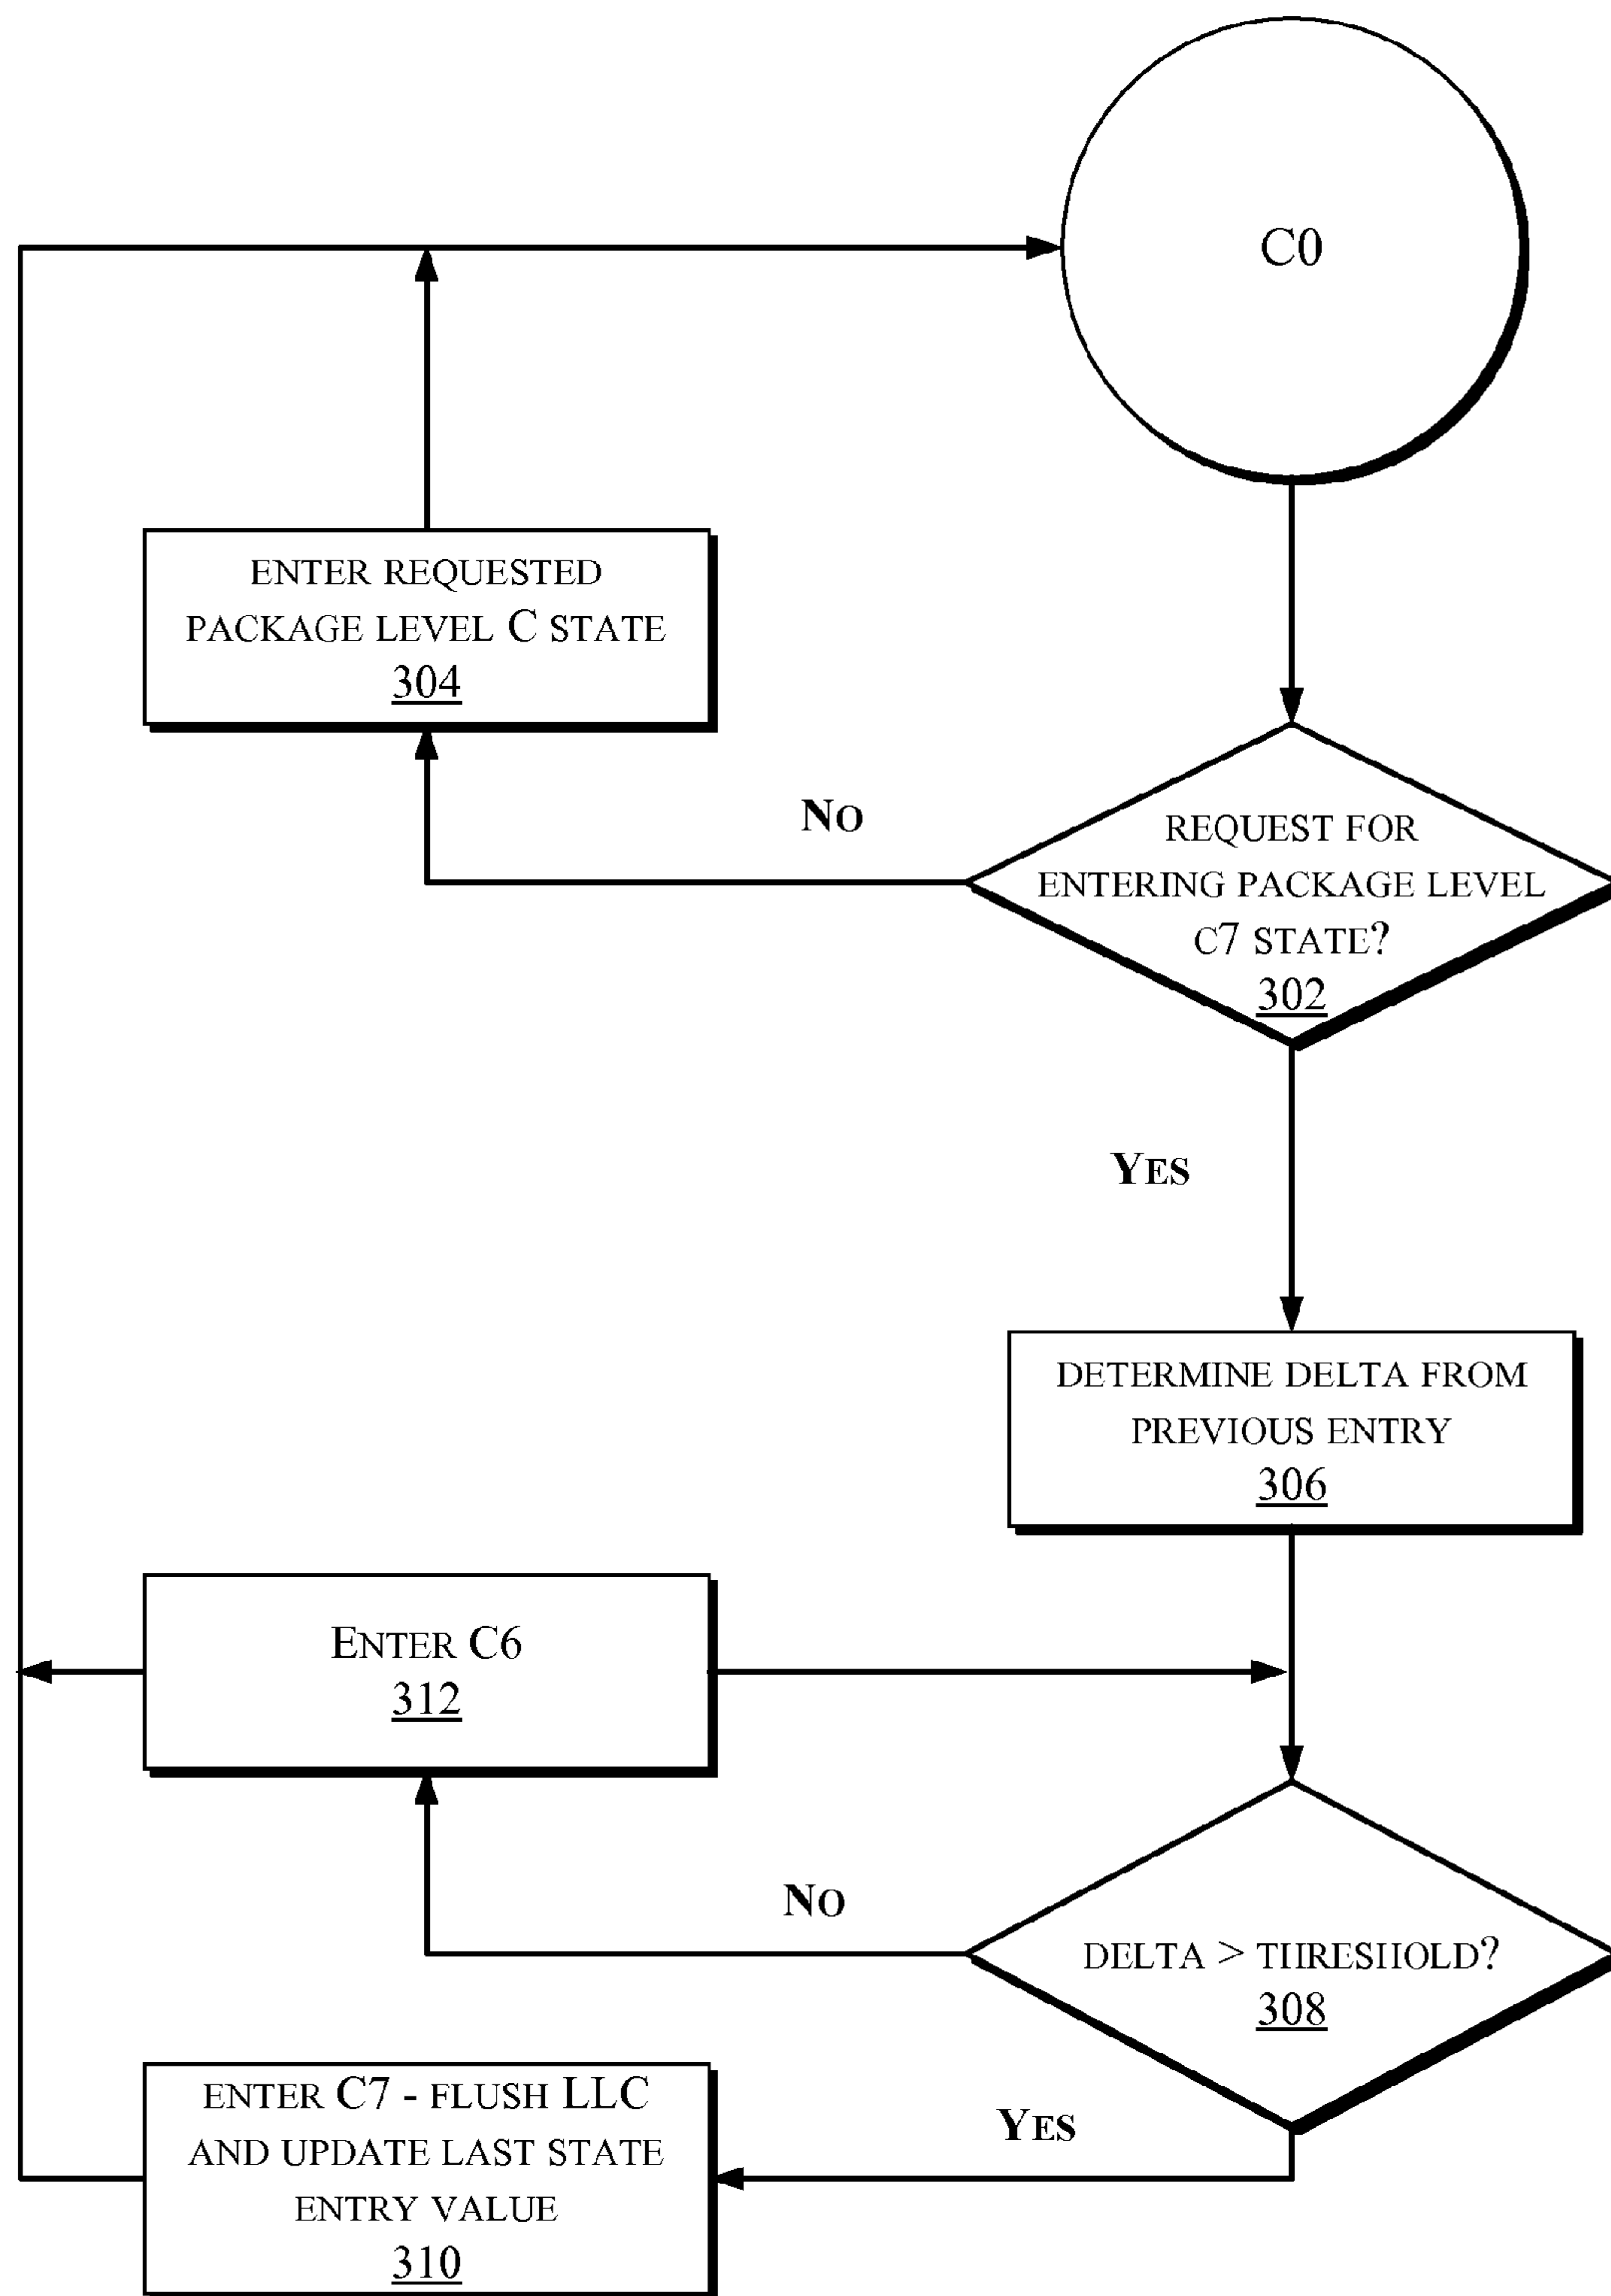 C0
ENTER REQUESTED
PACKAGE LEVEL C STATE
304
NO
REQUEST FOR
ENTERING PACKAGE LEVEL
C7 STATE?
302
YES
DETERMINE DELTA FROM
PREVIOUS ENTRY
306
ENTER C6
312
NO
DELTA > THRESHOLD?
308
YES
ENTER C7 - FLUSH LLC
AND UPDATE LAST STATE
ENTRY VALUE
310